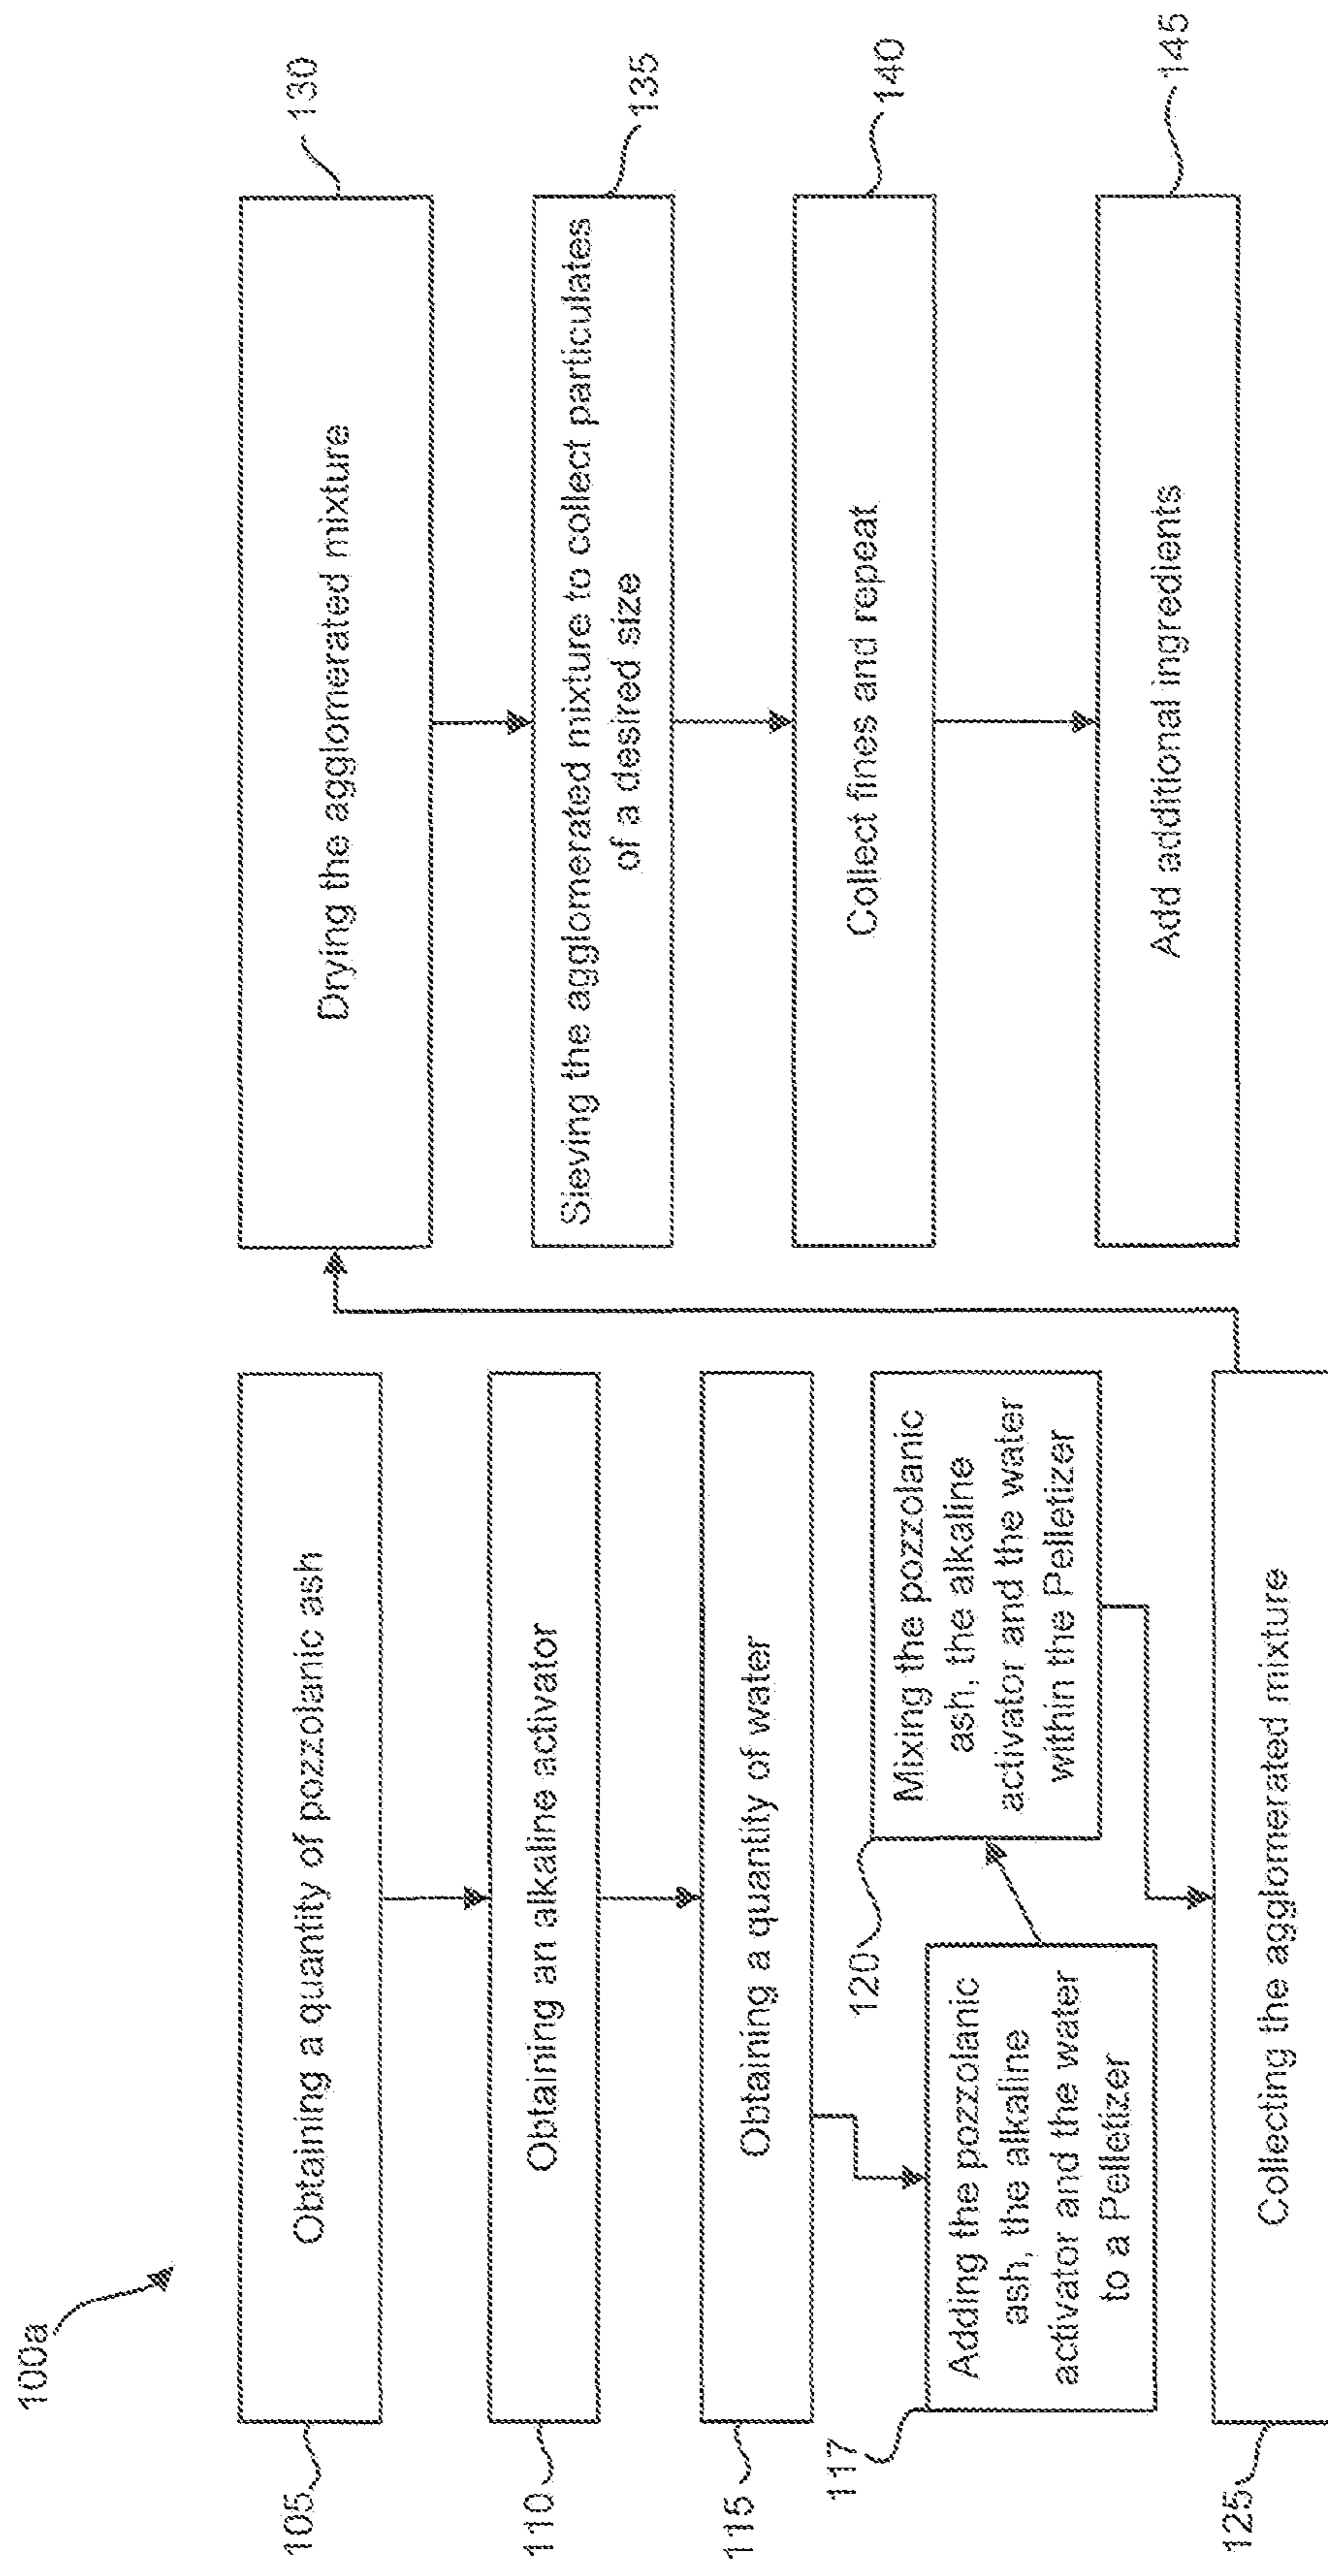 100a
105
Obtaining a quantity of pozzolanic ash
110
Obtaining an alkaline activator
115
Obtaining a quantity of water
117
Adding the pozzolanic
ash, the alkaline
activator and the water
to a Pelletizer
120
Mixing the pozzolanic
ash, the alkaline
activator and the water
within the Pelletizer
125
Collecting the agglomerated mixture
130
Drying the agglomerated mixture
135
Sieving the agglomerated mixture to collect particulates
of a desired size
140
Collect fines and repeat
145
Add additional ingredients